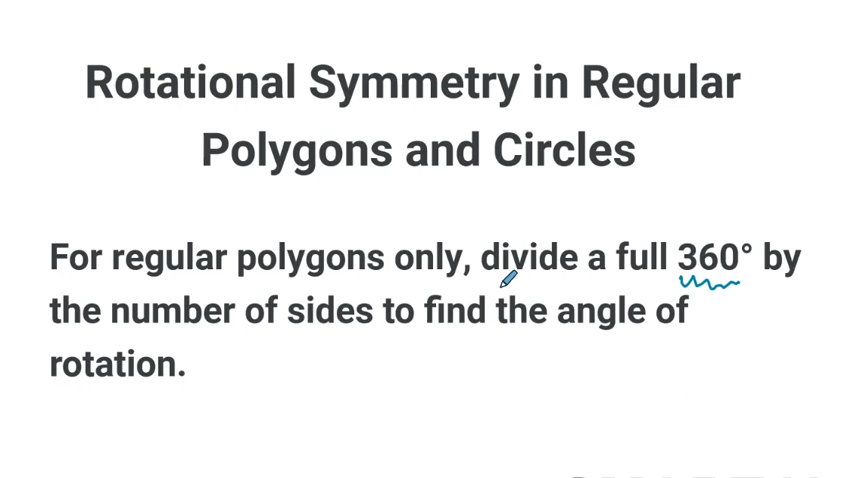 Rotational Symmetry in Regular
Polygons and Circles
For regular polygons only, divide a full 360° by
the number of sides to find the angle of
rotation.